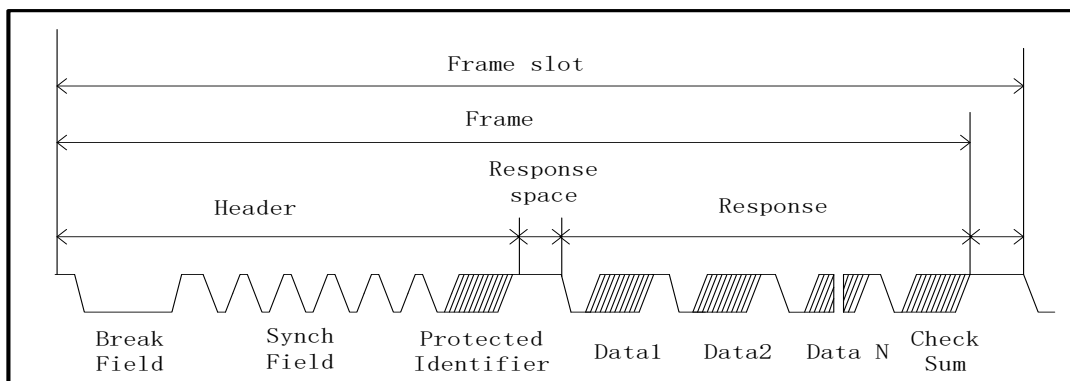 Frame slot
Frame
Response
space
Header
Response
Break
Field
Synch
Field
Protected
Identifier
Data1
Data2
Data N
Check
Sum